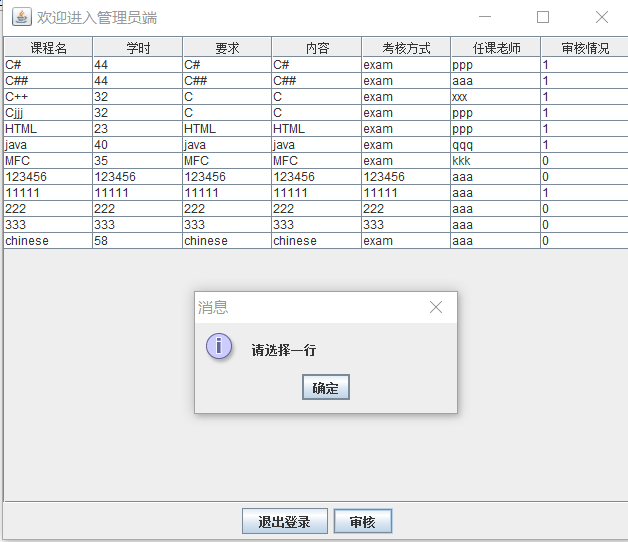 欢迎进入管理员端
课程名 学时 要求 内容 考核方式 任课老师 审核情况
C# 44 C# C# exam ppp 1
C## 44 C## C## exam aaa 1
C++ 32 C C exam xxx 1
Cjjj 32 C C exam ppp 1
HTML 23 HTML HTML exam ppp 1
java 40 java java exam qqq 1
MFC 35 MFC MFC exam kkk 0
123456 123456 123456 123456 123456 aaa 0
11111 11111 11111 11111 11111 aaa 1
222 222 222 222 222 aaa 0
333 333 333 333 333 aaa 0
chinese 58 chinese chinese exam aaa 0
消息
请选择一行
确定
退出登录 审核